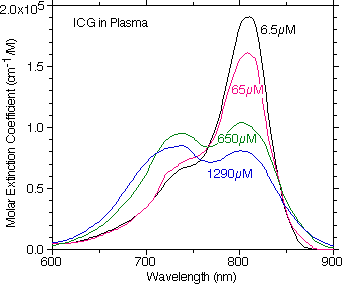 2.0x10⁵
ICG in Plasma
6.5µM
1.5
65µM
650µM
1.0
1290µM
0.5
0.0
600
700
800
900
Wavelength (nm)
Molar Extinction Coefficient (cm⁻¹/M)